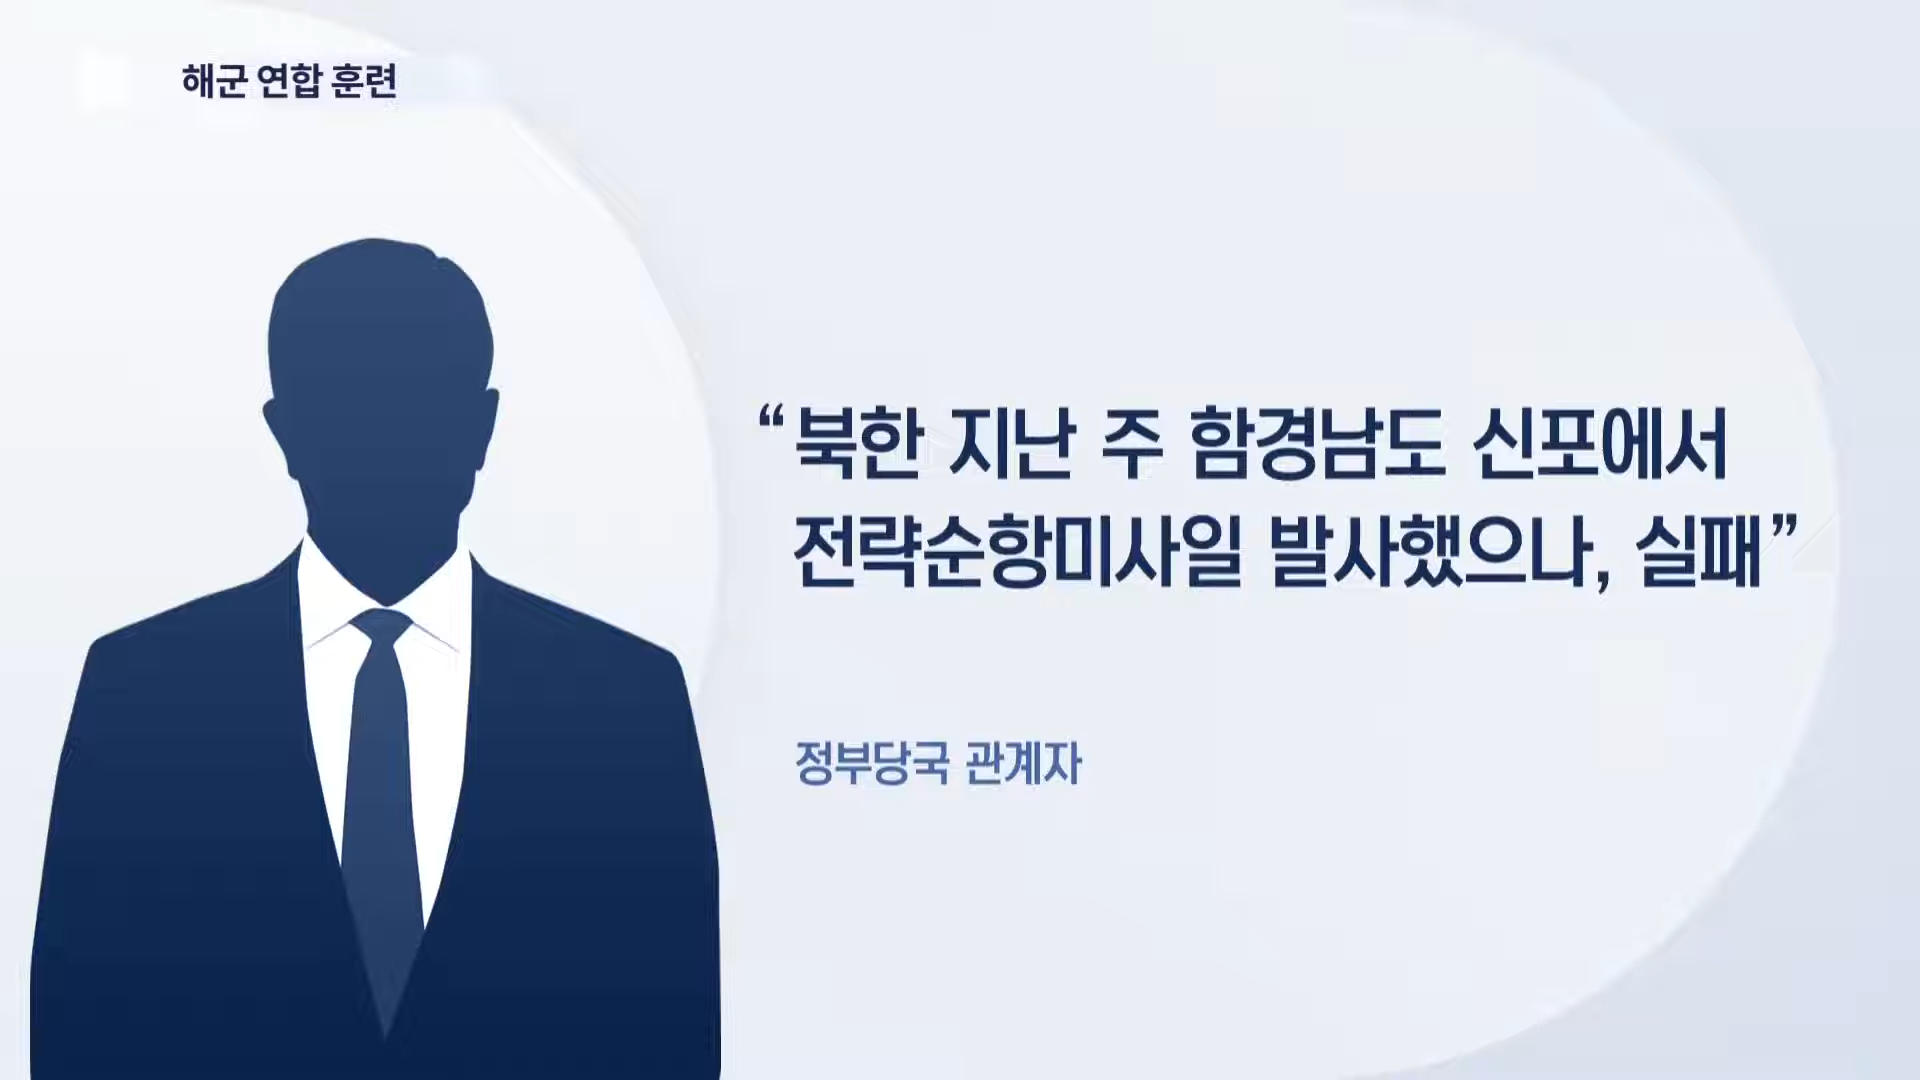 해군 연합 훈련
“북한 지난 주 함경남도 신포에서
전략순항미사일 발사했으나, 실패”
정부당국 관계자